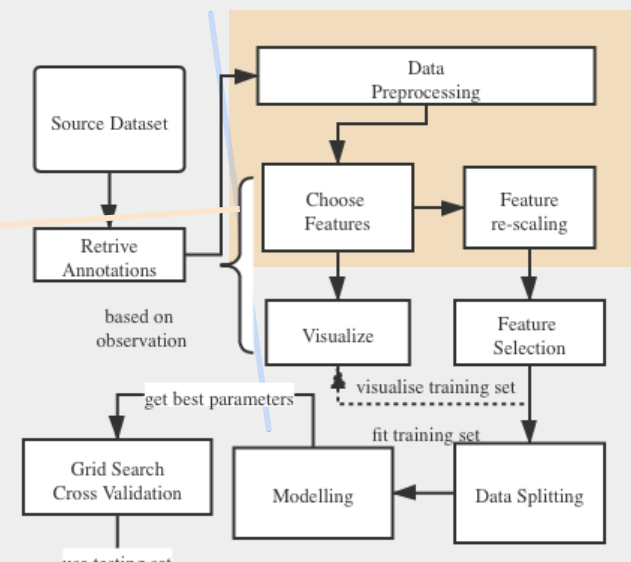 Data
Preprocessing
Source Dataset
Choose
Features
Feature
re-scaling
Retrive
Annotations
based on
observation
Visualize
Feature
Selection
visualise training set
get best parameters
fit training set
Grid Search
Cross Validation
Modelling
Data Splitting